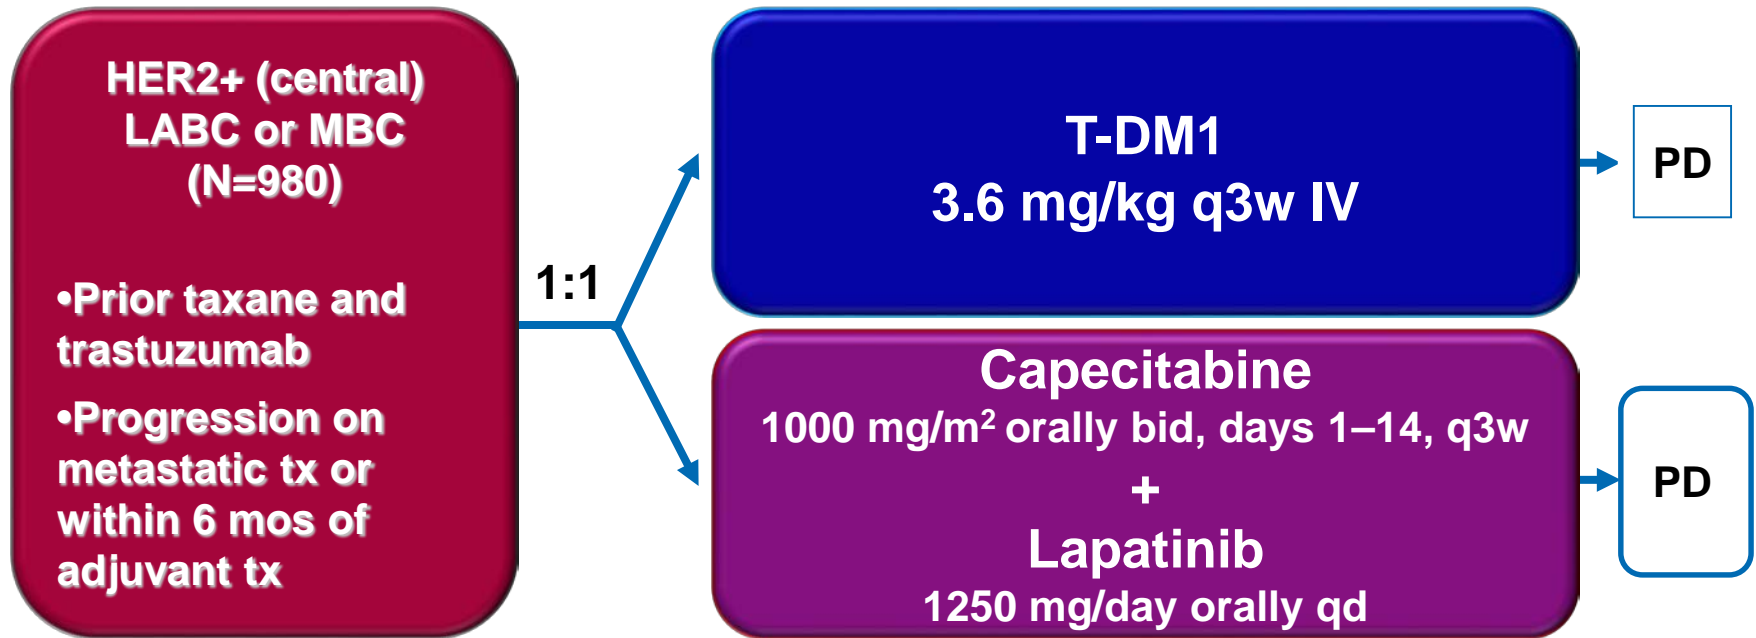 HER2+ (central)
LABC or MBC
(N=980)
•Prior taxane and
trastuzumab
•Progression on
metastatic tx or
within 6 mos of
adjuvant tx
1:1
T-DM1
3.6 mg/kg q3w IV
PD
Capecitabine
1000 mg/m² orally bid, days 1–14, q3w
+
Lapatinib
1250 mg/day orally qd
PD